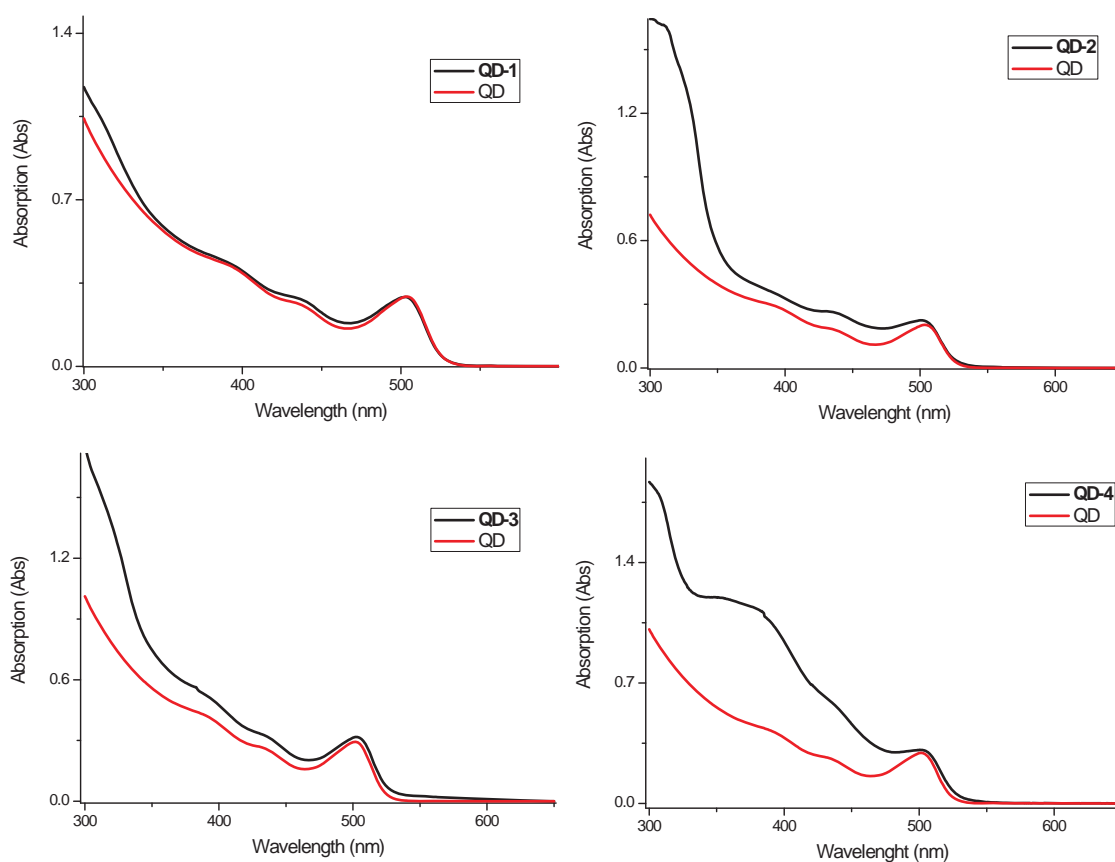 1.4
0.7
0.0
300
400
500
Absorption (Abs)
Wavelength (nm)
QD-1
QD
1.2
0.6
0.0
300
400
500
600
Absorption (Abs)
Wavelenght (nm)
QD-2
QD
1.2
0.6
0.0
300
400
500
600
Absorption (Abs)
Wavelength (nm)
QD-3
QD
1.4
0.7
0.0
300
400
500
600
Absorption (Abs)
Wavelenght (nm)
QD-4
QD